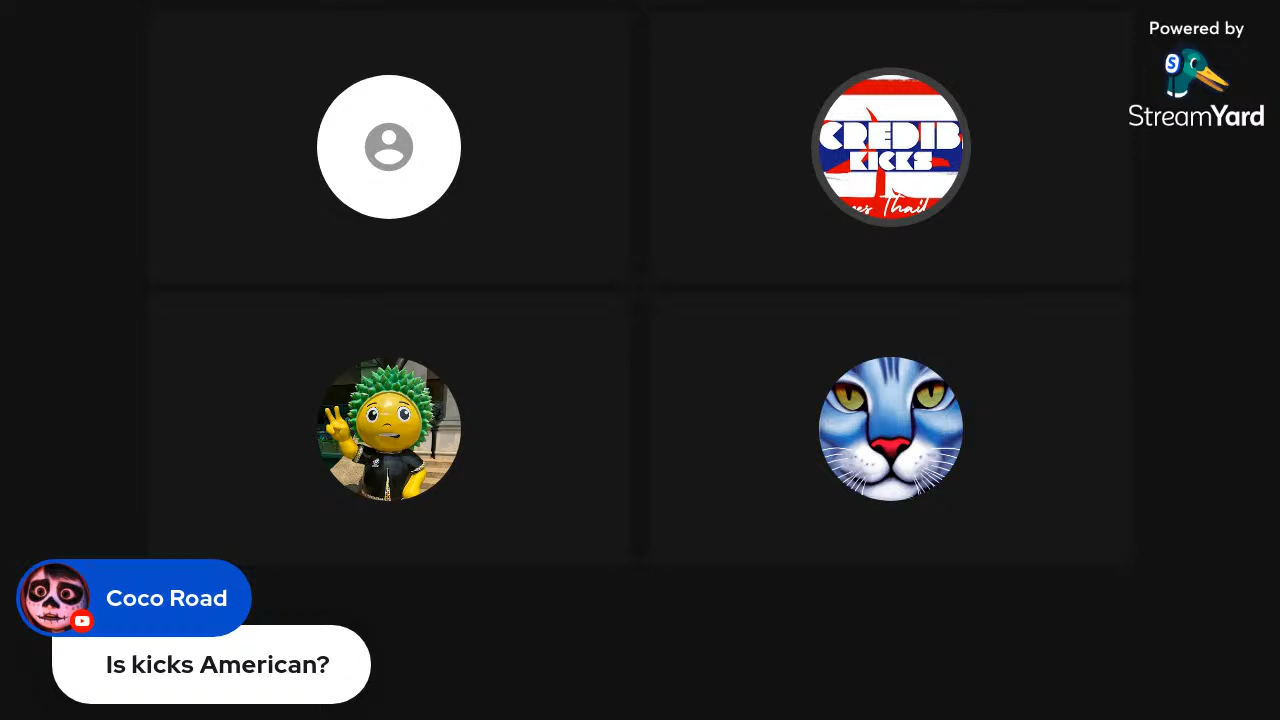 Powered by
StreamYard
CREDIB
KICKS
Coco Road
Is kicks American?